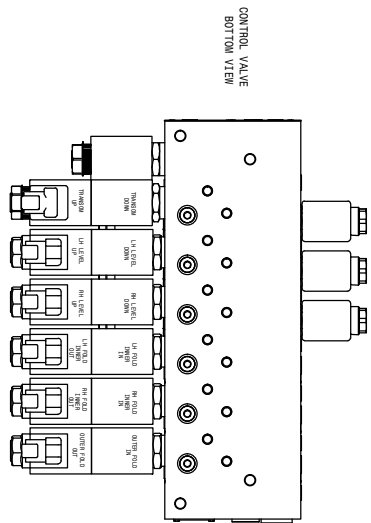 CONTROL VALVE
BOTTOM VIEW
TRANSOM
UP
TRANSOM
DOWN
LH LEVEL
UP
LH LEVEL
DOWN
RH LEVEL
UP
RH LEVEL
DOWN
LH FOLD
INNER
OUT
LH FOLD
INNER
IN
RH FOLD
INNER
OUT
RH FOLD
INNER
IN
OUTER FOLD
OUT
OUTER FOLD
IN